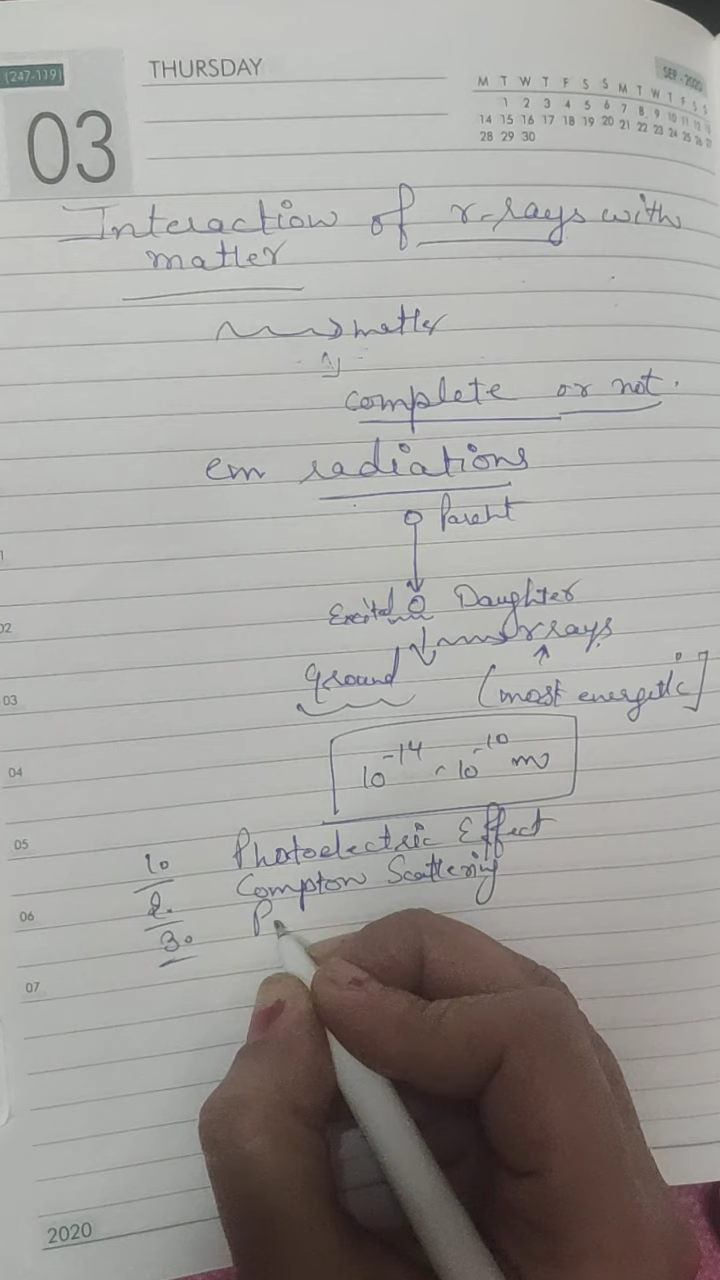 (247-119)
THURSDAY
SEP - 2020
03
M T W T F S S M T W T F S S
1 2 3 4 5 6 7 8 9 10 11 12 13
14 15 16 17 18 19 20 21 22 23 24 25 26 27
28 29 30
Interaction of r-rays with
matter
matter
complete or not.
em radiations
Parent
Excited Daughter
r rays
Ground
[most energetic]
10^-14 - 10^-10 m
04
05
1. Photoelectric Effect
2. Compton Scattering
06
3. P
07
02
03
2020